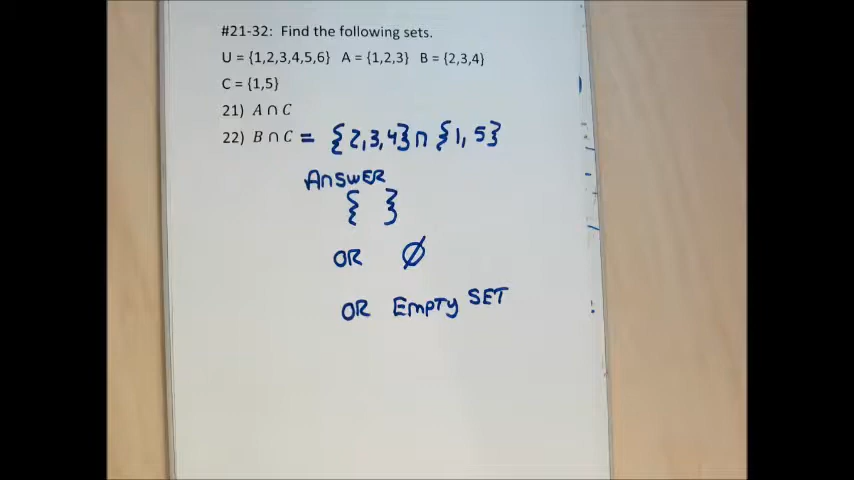 #21-32: Find the following sets.
U = {1,2,3,4,5,6} A = {1,2,3} B = {2,3,4}
C = {1,5}
21) A ∩ C
22) B ∩ C = {2,3,4} ∩ {1, 5}
ANSWER
{ }
OR ∅
OR EMPTY SET